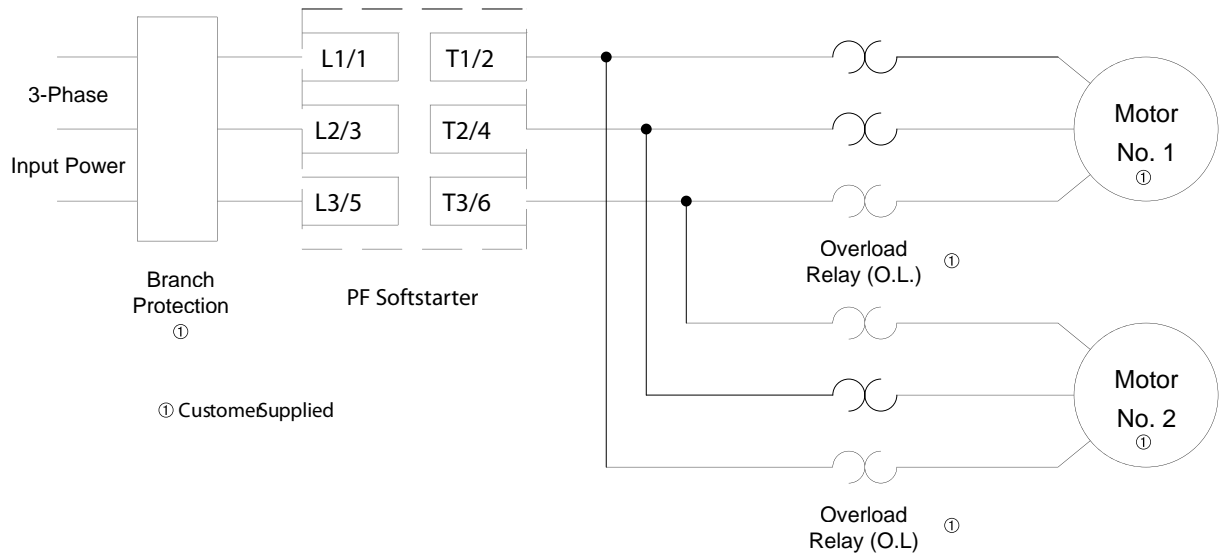 3-Phase
Input Power
Branch
Protection
①
L1/1
T1/2
L2/3
T2/4
L3/5
T3/6
PF Softstarter
Overload
Relay (O.L.) ①
Motor
No. 1
①
Motor
No. 2
①
Overload
Relay (O.L) ①
① CustomerSupplied